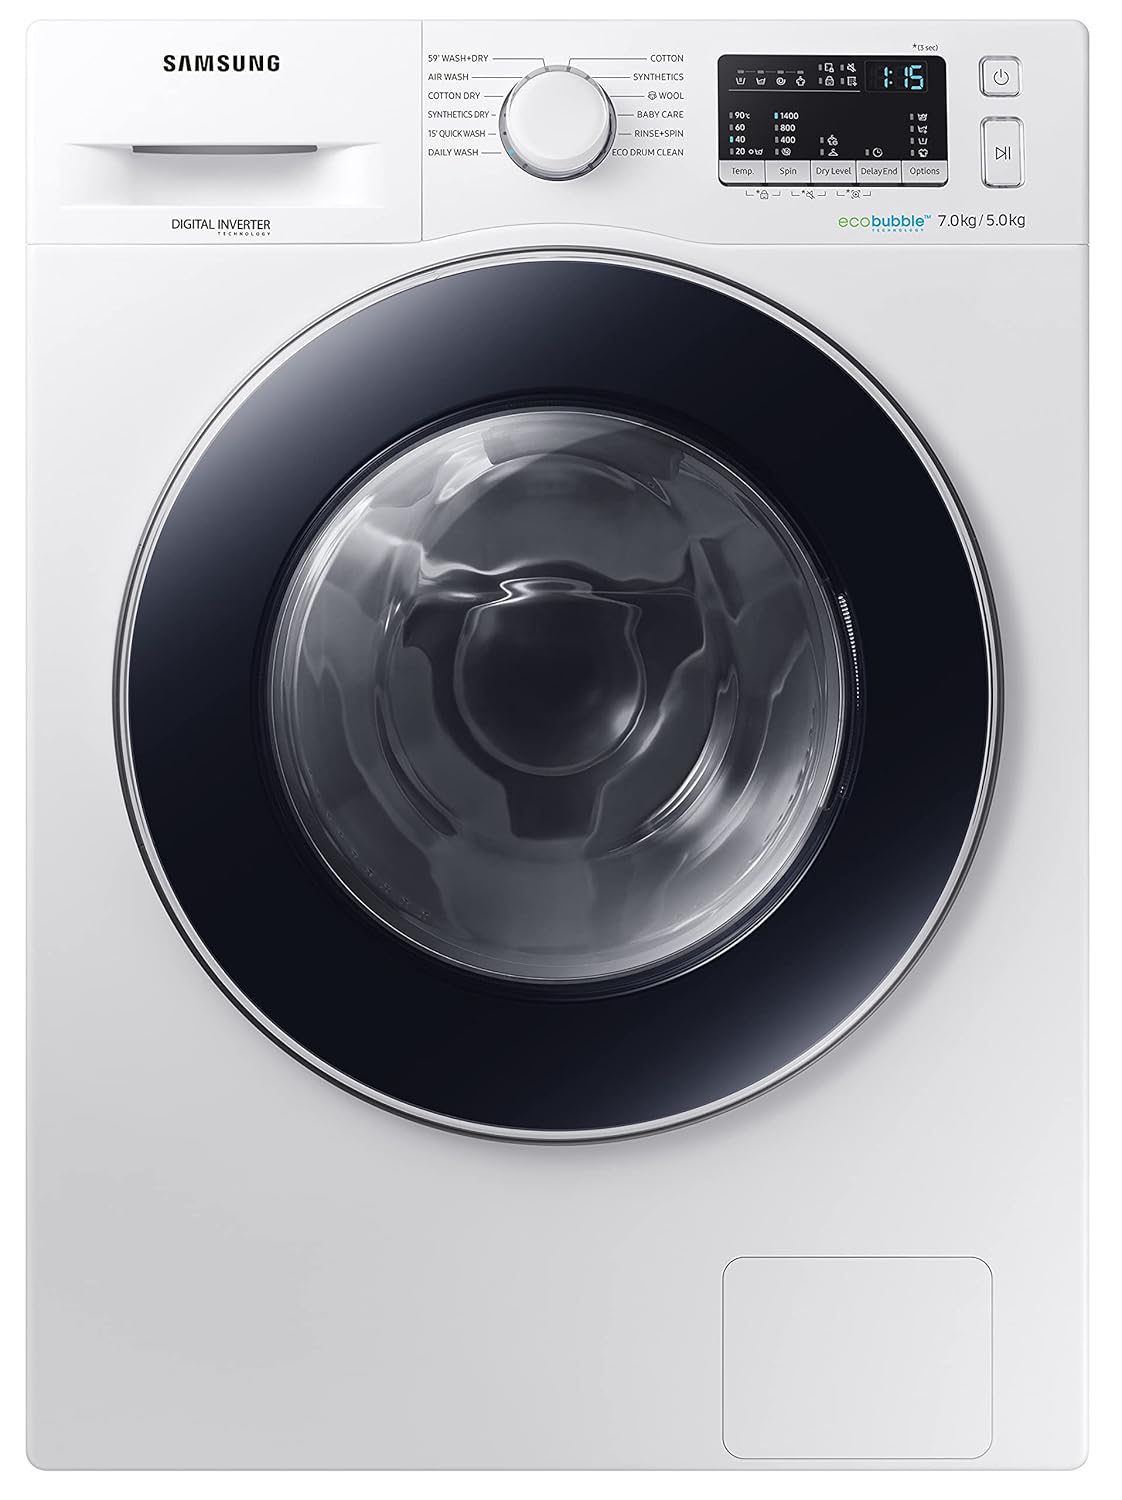 SAMSUNG
DIGITAL INVERTER
TECHNOLOGY
59' WASH+DRY
AIR WASH
COTTON DRY
SYNTHETICS DRY
15' QUICK WASH
DAILY WASH
COTTON
SYNTHETICS
WOOL
BABY CARE
RINSE+SPIN
ECO DRUM CLEAN
*(3 sec)
1:15
90℃
60
40
20
1400
800
400
Temp.
Spin
Dry Level
Delay End
Options
ecobubble™ 7.0kg/5.0kg
TECHNOLOGY